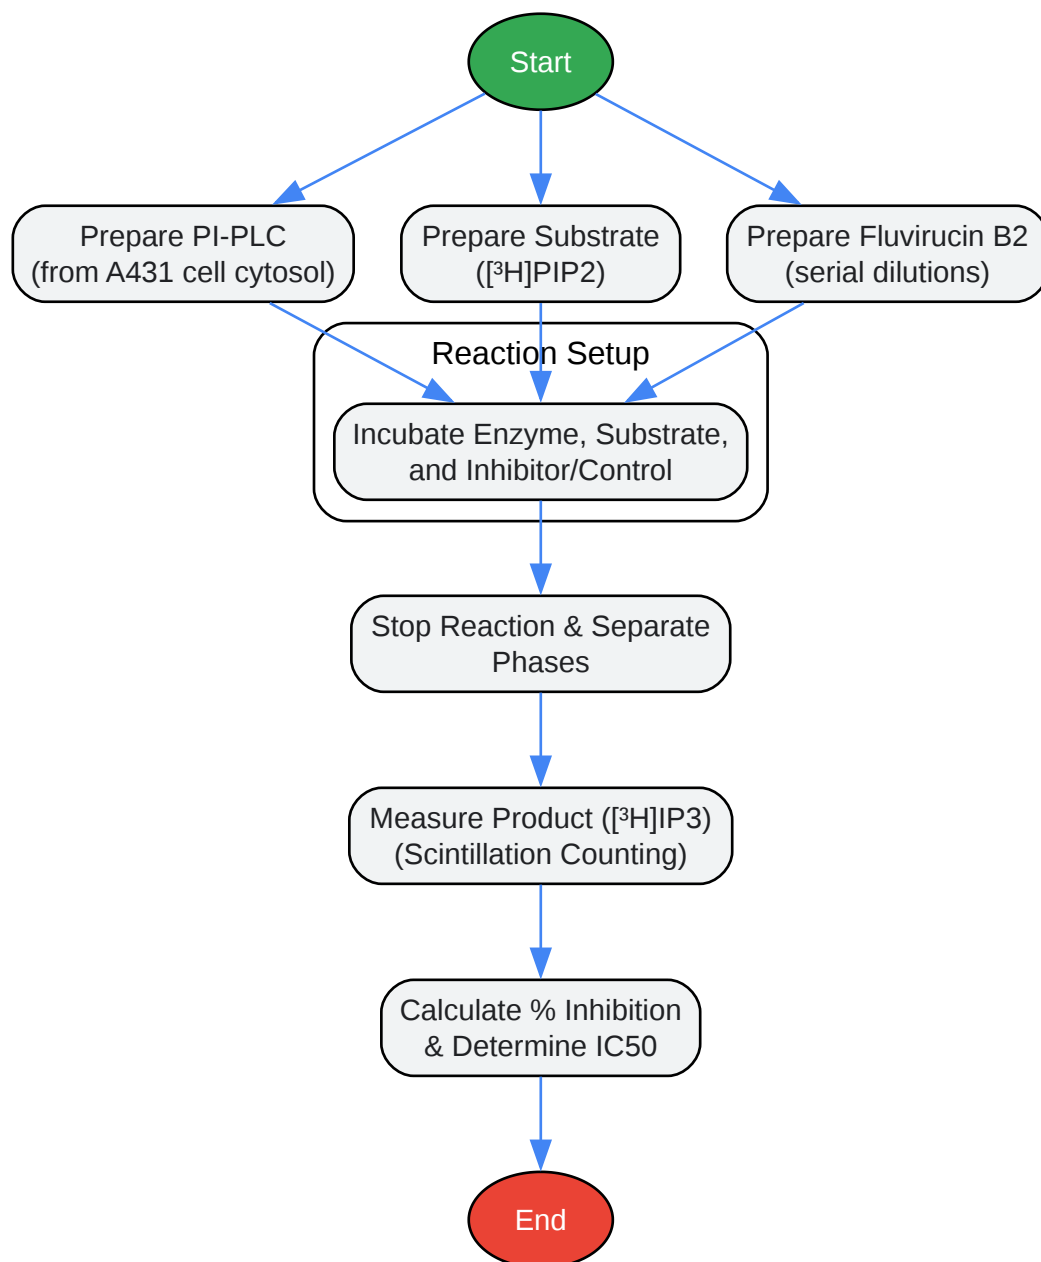 Start
Prepare PI-PLC
(from A431 cell cytosol)
Prepare Substrate
([³H]PIP2)
Prepare Fluvirucin B2
(serial dilutions)
Reaction Setup
Incubate Enzyme, Substrate,
and Inhibitor/Control
Stop Reaction & Separate
Phases
Measure Product ([³H]IP3)
(Scintillation Counting)
Calculate % Inhibition
& Determine IC50
End